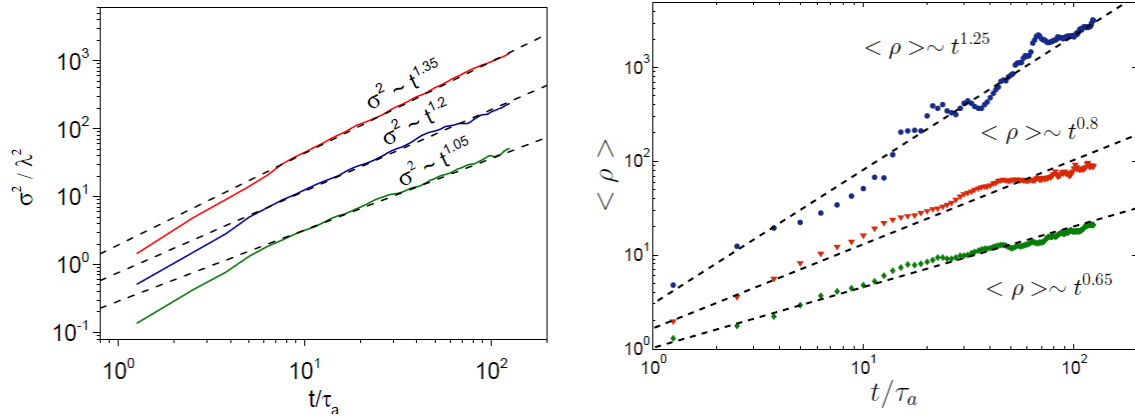 10³
10²
10¹
10⁰
10⁻¹
σ² / λ²
σ² ~ t^1.35
σ² ~ t^1.2
σ² ~ t^1.05
10⁰
10¹
10²
t/τₐ
10³
10²
10¹
10⁰
< ρ >
< ρ >∼ t^1.25
< ρ >∼ t^0.8
< ρ >∼ t^0.65
10⁰
10¹
10²
t/τₐ